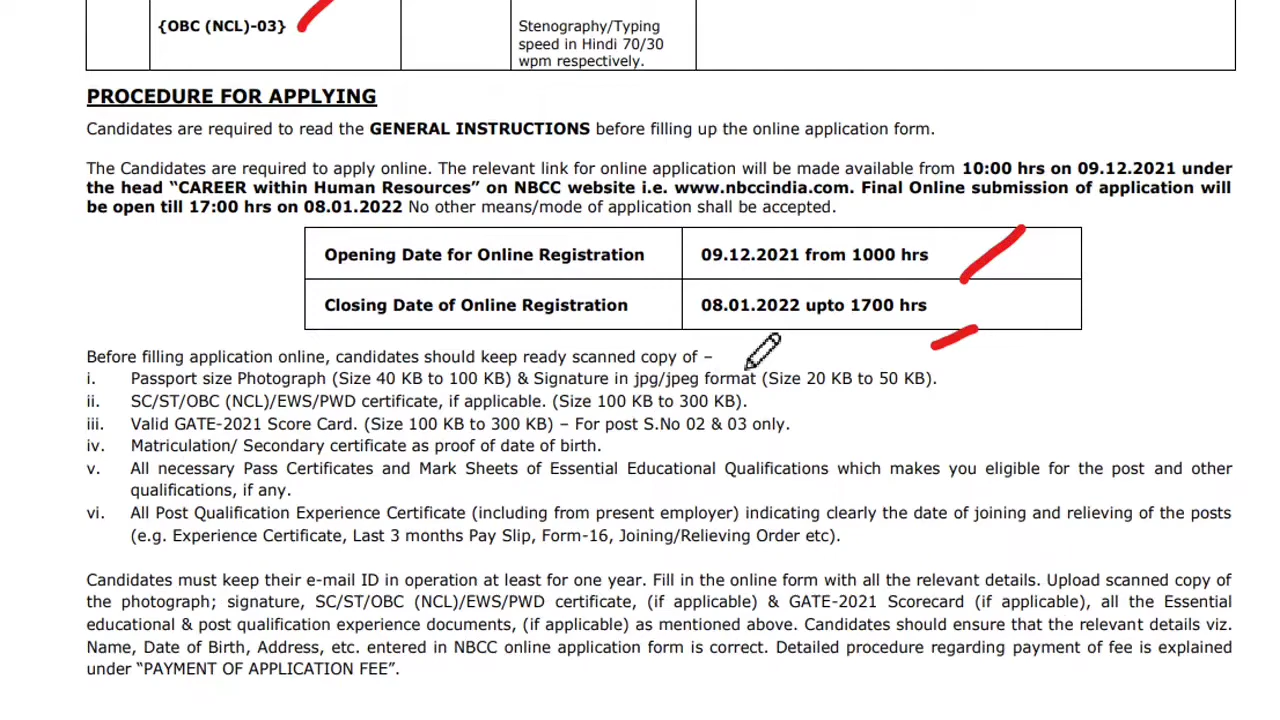 {OBC (NCL)-03}
Stenography/Typing
speed in Hindi 70/30
wpm respectively.
PROCEDURE FOR APPLYING
Candidates are required to read the GENERAL INSTRUCTIONS before filling up the online application form.
The Candidates are required to apply online. The relevant link for online application will be made available from 10:00 hrs on 09.12.2021 under
the head “CAREER within Human Resources” on NBCC website i.e. www.nbccindia.com. Final Online submission of application will
be open till 17:00 hrs on 08.01.2022 No other means/mode of application shall be accepted.
Opening Date for Online Registration 09.12.2021 from 1000 hrs
Closing Date of Online Registration 08.01.2022 upto 1700 hrs
Before filling application online, candidates should keep ready scanned copy of –
i. Passport size Photograph (Size 40 KB to 100 KB) & Signature in jpg/jpeg format (Size 20 KB to 50 KB).
ii. SC/ST/OBC (NCL)/EWS/PWD certificate, if applicable. (Size 100 KB to 300 KB).
iii. Valid GATE-2021 Score Card. (Size 100 KB to 300 KB) – For post S.No 02 & 03 only.
iv. Matriculation/ Secondary certificate as proof of date of birth.
v. All necessary Pass Certificates and Mark Sheets of Essential Educational Qualifications which makes you eligible for the post and other
qualifications, if any.
vi. All Post Qualification Experience Certificate (including from present employer) indicating clearly the date of joining and relieving of the posts
(e.g. Experience Certificate, Last 3 months Pay Slip, Form-16, Joining/Relieving Order etc).
Candidates must keep their e-mail ID in operation at least for one year. Fill in the online form with all the relevant details. Upload scanned copy of
the photograph; signature, SC/ST/OBC (NCL)/EWS/PWD certificate, (if applicable) & GATE-2021 Scorecard (if applicable), all the Essential
educational & post qualification experience documents, (if applicable) as mentioned above. Candidates should ensure that the relevant details viz.
Name, Date of Birth, Address, etc. entered in NBCC online application form is correct. Detailed procedure regarding payment of fee is explained
under “PAYMENT OF APPLICATION FEE”.